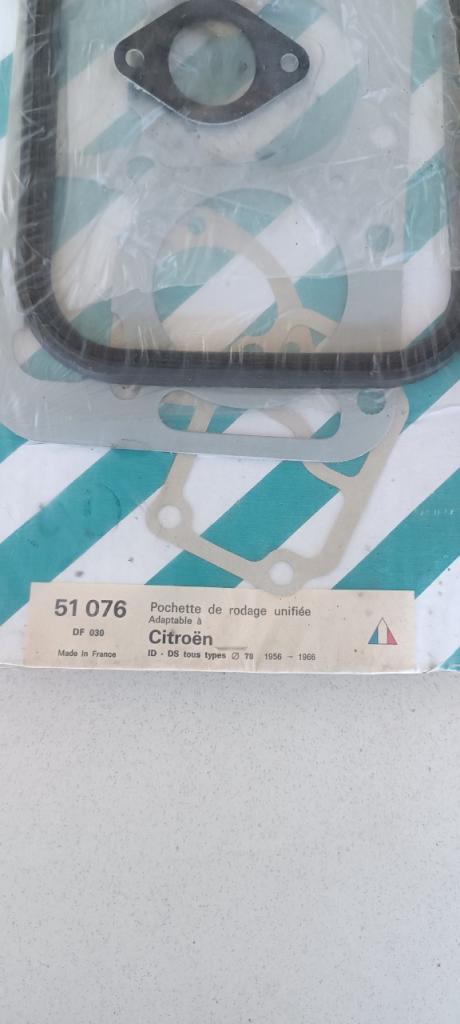 51 076
DF 030
Made in France
Pochette de rodage unifiée
Adaptable à
Citroën
ID - DS tous types Ø 78 1956 - 1966